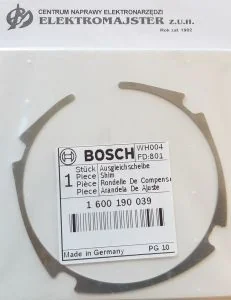 CENTRUM NAPRAWY ELEKTRONARZĘDZI
ELEKTROMAJSTER Z.U.H.
Rok zał 1992
BOSCH
WH004
FD:801
1
Stück Ausgleichscheibe
Piece Shim
Pièce Rondelle De Compense
Pieza Arandela De Ajuste
1 600 190 039
Made in Germany
PG 10